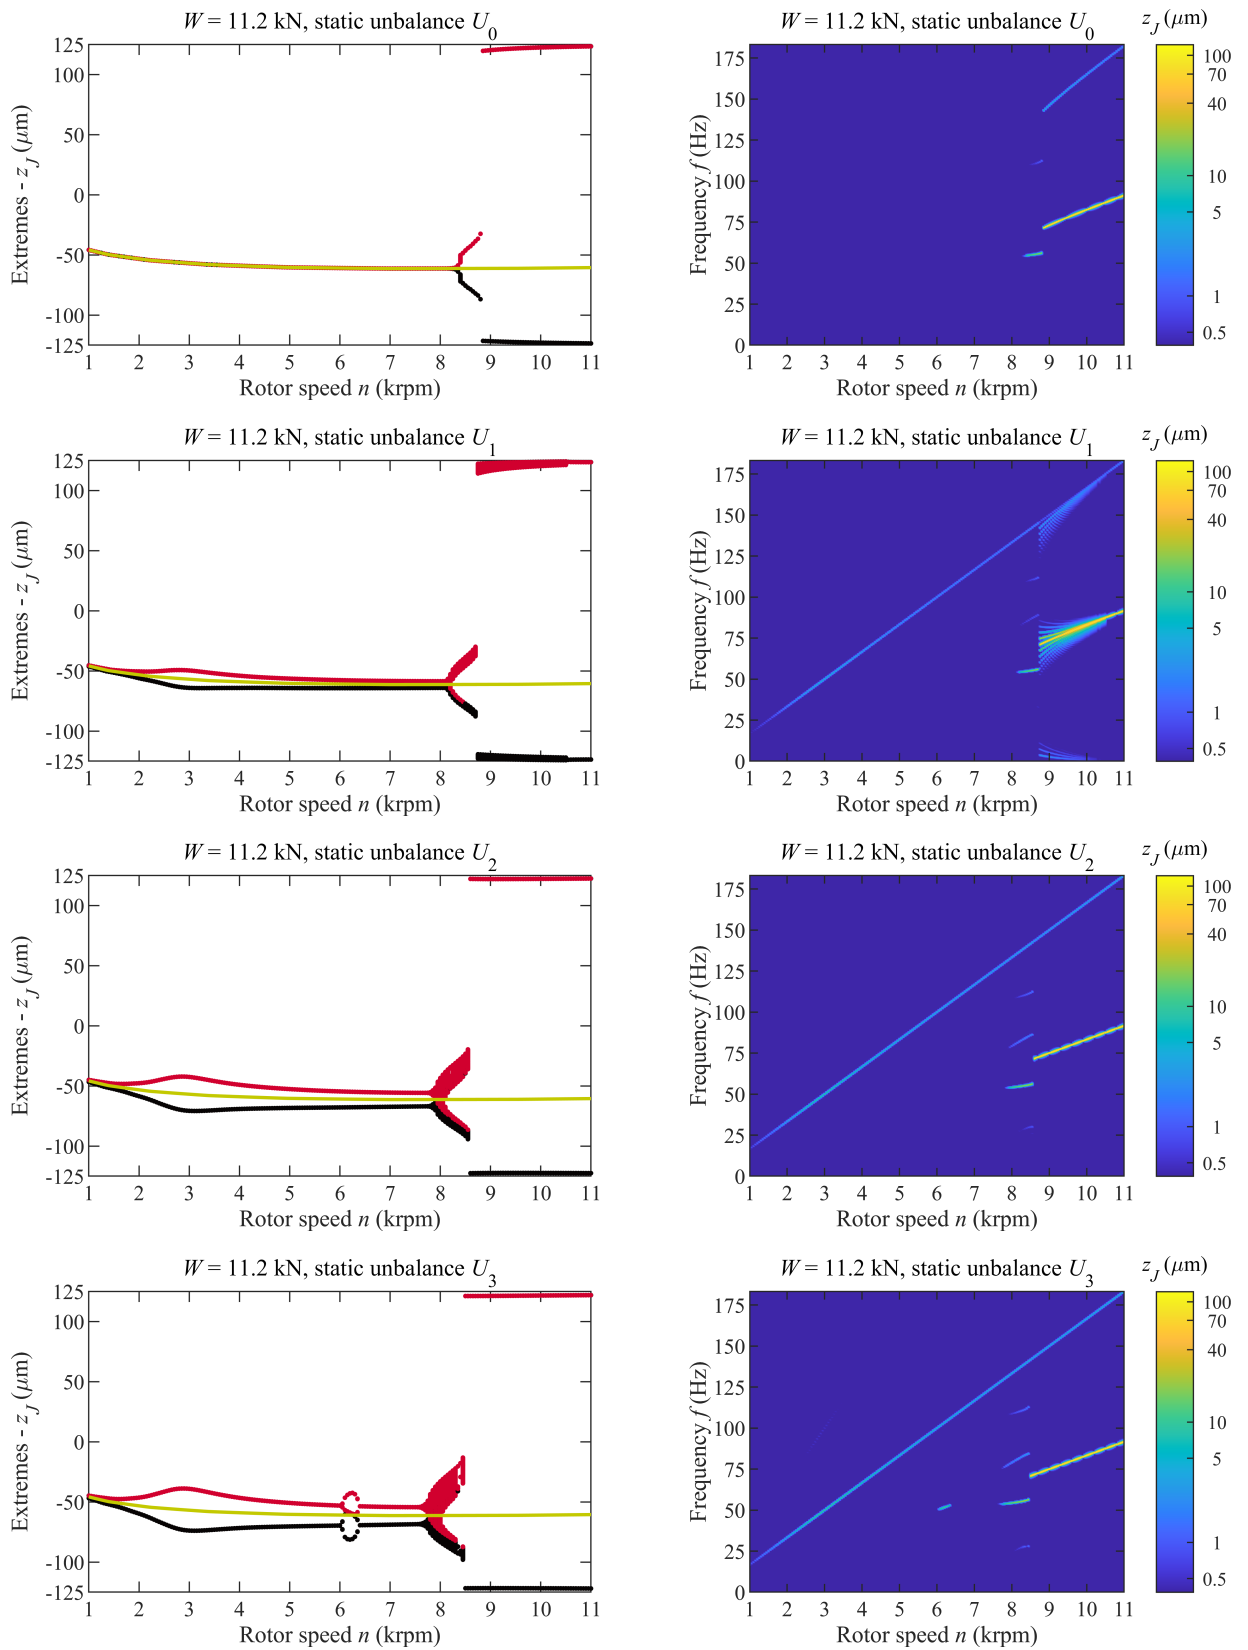 W = 11.2 kN, static unbalance U0
125
100
50
0
-50
-100
-125
Extremes - zJ (μm)
1 2 3 4 5 6 7 8 9 10 11
Rotor speed n (krpm)
W = 11.2 kN, static unbalance U0
175
150
125
100
75
50
25
0
Frequency f (Hz)
1 2 3 4 5 6 7 8 9 10 11
Rotor speed n (krpm)
zJ (μm)
100
70
40
10
5
1
0.5
W = 11.2 kN, static unbalance U1
125
100
50
0
-50
-100
-125
Extremes - zJ (μm)
1 2 3 4 5 6 7 8 9 10 11
Rotor speed n (krpm)
W = 11.2 kN, static unbalance U1
175
150
125
100
75
50
25
0
Frequency f (Hz)
1 2 3 4 5 6 7 8 9 10 11
Rotor speed n (krpm)
zJ (μm)
100
70
40
10
5
1
0.5
W = 11.2 kN, static unbalance U2
125
100
50
0
-50
-100
-125
Extremes - zJ (μm)
1 2 3 4 5 6 7 8 9 10 11
Rotor speed n (krpm)
W = 11.2 kN, static unbalance U2
175
150
125
100
75
50
25
0
Frequency f (Hz)
1 2 3 4 5 6 7 8 9 10 11
Rotor speed n (krpm)
zJ (μm)
100
70
40
10
5
1
0.5
W = 11.2 kN, static unbalance U3
125
100
50
0
-50
-100
-125
Extremes - zJ (μm)
1 2 3 4 5 6 7 8 9 10 11
Rotor speed n (krpm)
W = 11.2 kN, static unbalance U3
175
150
125
100
75
50
25
0
Frequency f (Hz)
1 2 3 4 5 6 7 8 9 10 11
Rotor speed n (krpm)
zJ (μm)
100
70
40
10
5
1
0.5